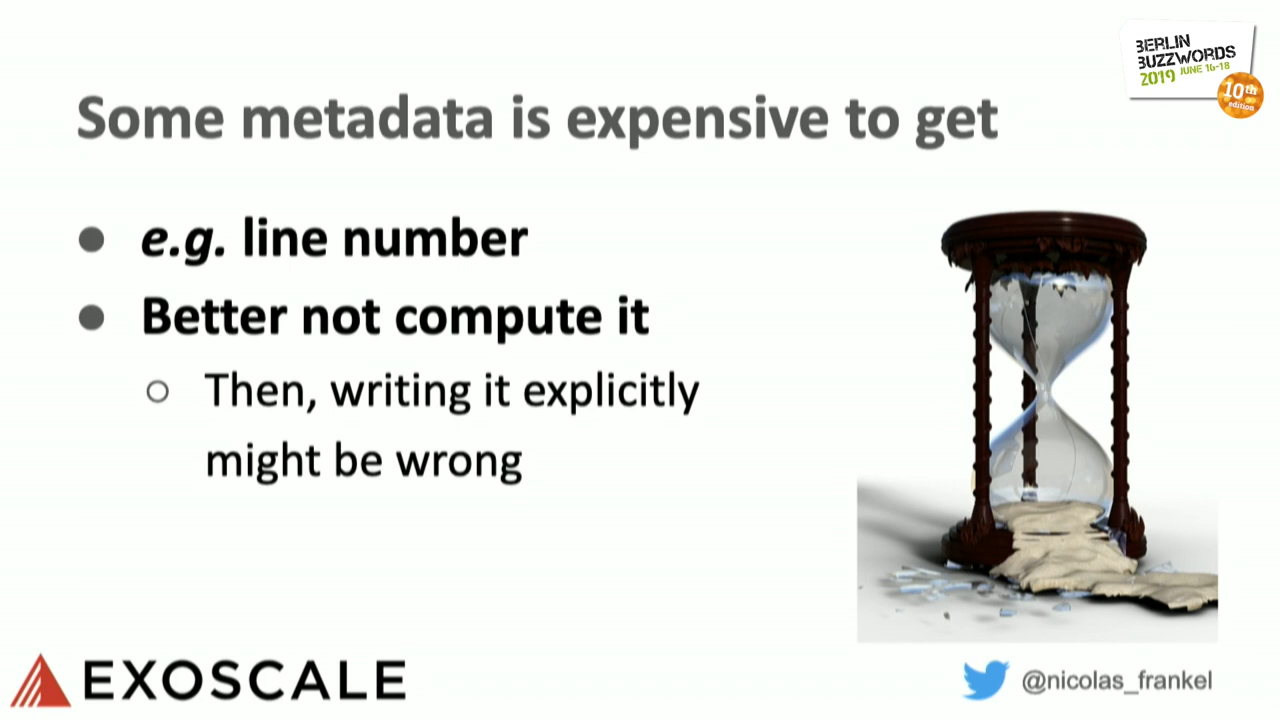 BERLIN
BUZZWORDS
2019 JUNE 16-18
10th
edition
Some metadata is expensive to get
● e.g. line number
● Better not compute it
○ Then, writing it explicitly
might be wrong
EXOSCALE
@nicolas_frankel